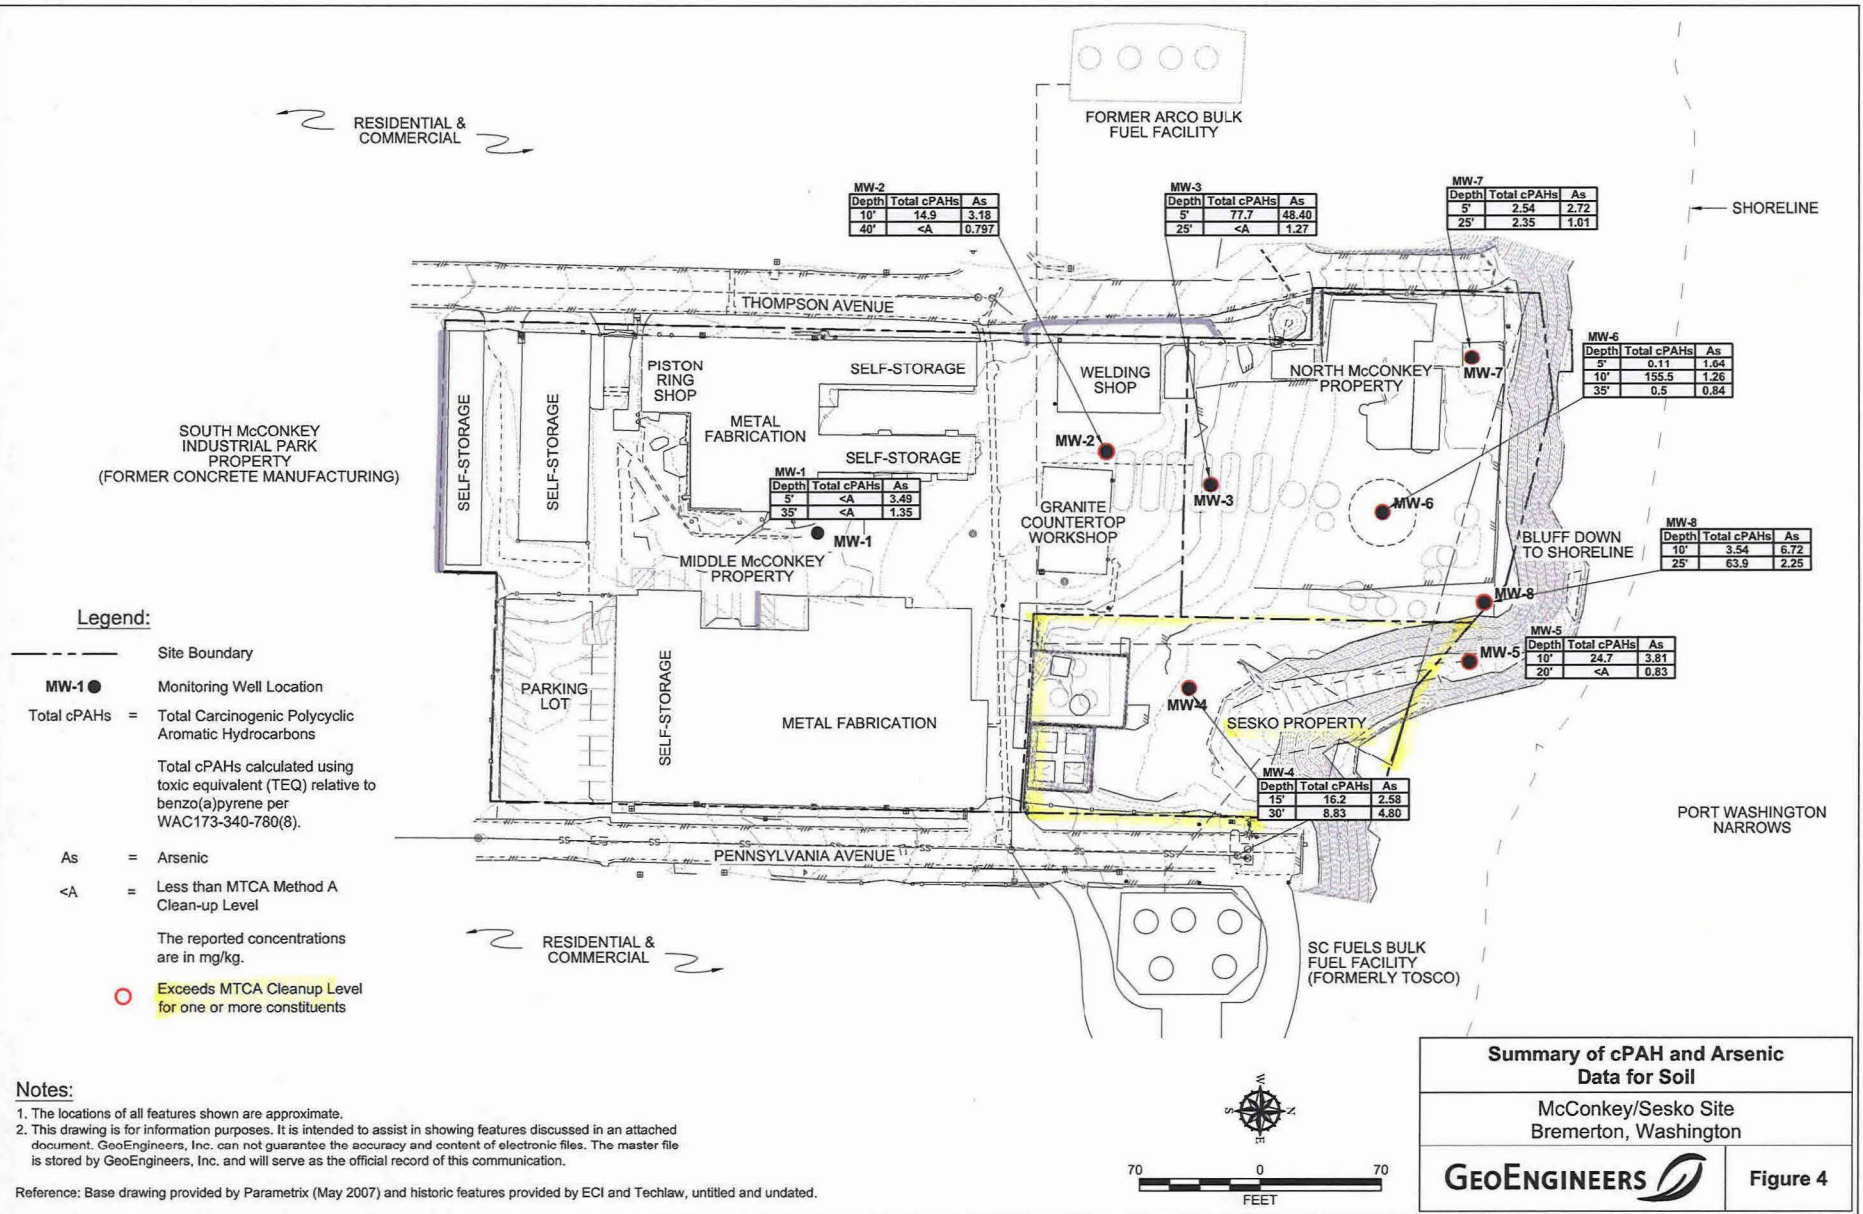 FORMER ARCO BULK
FUEL FACILITY
RESIDENTIAL &
COMMERCIAL
MW-2
Depth Total cPAHs As
10' 14.9 3.18
40' <A 0.797
MW-3
Depth Total cPAHs As
5' 77.7 48.40
25' <A 1.27
MW-7
Depth Total cPAHs As
5' 2.54 2.72
25' 2.35 1.01
SHORELINE
THOMPSON AVENUE
MW-6
Depth Total cPAHs As
5' 0.11 1.64
10' 155.5 1.26
35' 0.5 0.84
PISTON
RING
SHOP
SELF-STORAGE
WELDING
SHOP
NORTH McCONKEY
PROPERTY
MW-7
SELF-STORAGE
SELF-STORAGE
METAL
FABRICATION
SELF-STORAGE
MW-2
SOUTH McCONKEY
INDUSTRIAL PARK
PROPERTY
(FORMER CONCRETE MANUFACTURING)
MW-1
Depth Total cPAHs As
5' <A 3.49
35' <A 1.35
MW-3
MW-6
GRANITE
COUNTERTOP
WORKSHOP
MW-1
MIDDLE McCONKEY
PROPERTY
BLUFF DOWN
TO SHORELINE
MW-8
Depth Total cPAHs As
10' 3.54 6.72
25' 63.9 2.25
MW-8
MW-5
MW-5
Depth Total cPAHs As
10' 24.7 3.81
20' <A 0.83
PARKING
LOT
SELF-STORAGE
METAL FABRICATION
MW-4
SESKO PROPERTY
MW-4
Depth Total cPAHs As
15' 16.2 2.58
30' 8.83 4.80
PORT WASHINGTON
NARROWS
SS SS SS SS SS SS
PENNSYLVANIA AVENUE
RESIDENTIAL &
COMMERCIAL
SC FUELS BULK
FUEL FACILITY
(FORMERLY TOSCO)
Legend:
Site Boundary
MW-1 Monitoring Well Location
Total cPAHs = Total Carcinogenic Polycyclic
Aromatic Hydrocarbons
Total cPAHs calculated using
toxic equivalent (TEQ) relative to
benzo(a)pyrene per
WAC173-340-780(8).
As = Arsenic
<A = Less than MTCA Method A
Clean-up Level
The reported concentrations
are in mg/kg.
Exceeds MTCA Cleanup Level
for one or more constituents
Notes:
1. The locations of all features shown are approximate.
2. This drawing is for information purposes. It is intended to assist in showing features discussed in an attached
document. GeoEngineers, Inc. can not guarantee the accuracy and content of electronic files. The master file
is stored by GeoEngineers, Inc. and will serve as the official record of this communication.
Reference: Base drawing provided by Parametrix (May 2007) and historic features provided by ECI and Techlaw, untitled and undated.
W
S N
E
70 0 70
FEET
Summary of cPAH and Arsenic
Data for Soil
McConkey/Sesko Site
Bremerton, Washington
GEOENGINEERS
Figure 4